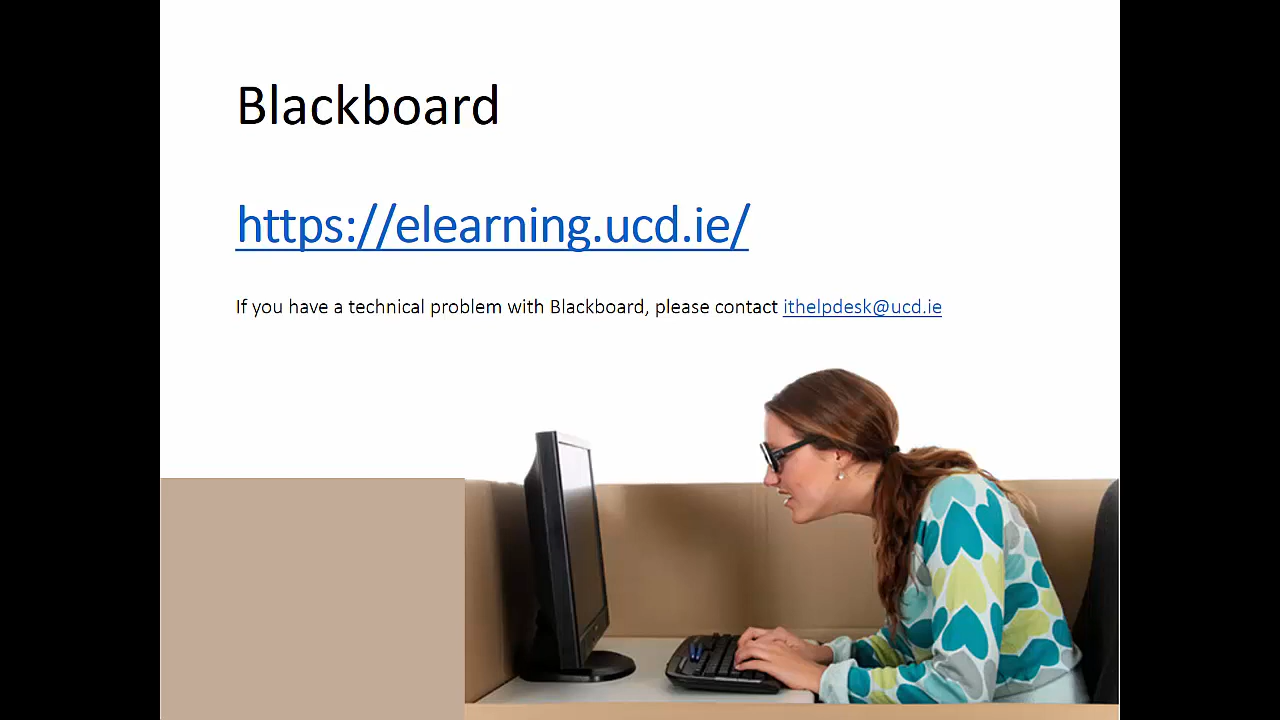 Blackboard
https://elearning.ucd.ie/
If you have a technical problem with Blackboard, please contact ithelpdesk@ucd.ie